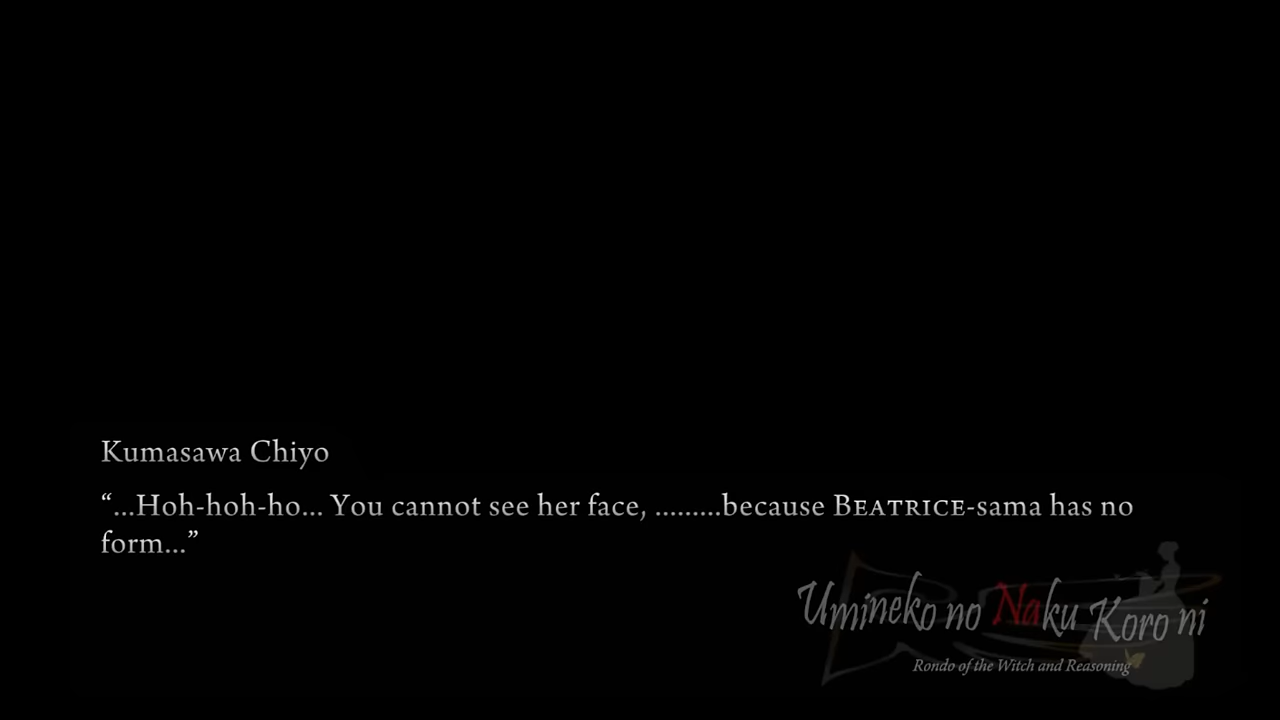 Kumasawa Chiyo
“...Hoh-hoh-ho... You cannot see her face, .........because BEATRICE-sama has no
form...”
Umineko no Naku Koro ni
Rondo of the Witch and Reasoning